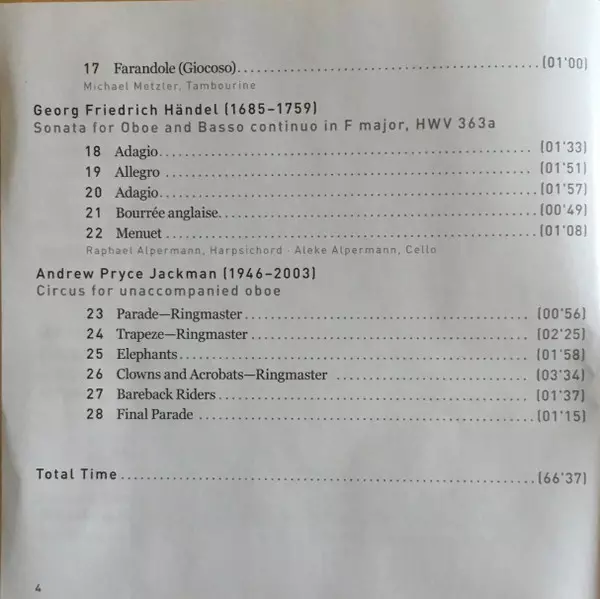 17 Farandole (Giocoso)........................................(01'00)
Michael Metzler, Tambourine
Georg Friedrich Händel (1685–1759)
Sonata for Oboe and Basso continuo in F major, HWV 363a
18 Adagio.................................................... (01'33)
19 Allegro ................................................... (01'51)
20 Adagio.................................................... (01'57)
21 Bourrée anglaise.......................................... (00'49)
22 Menuet ................................................... (01'08)
Raphael Alpermann, Harpsichord · Aleke Alpermann, Cello
Andrew Pryce Jackman (1946–2003)
Circus for unaccompanied oboe
23 Parade—Ringmaster........................................ (00'56)
24 Trapeze—Ringmaster....................................... (02'25)
25 Elephants................................................. (01'58)
26 Clowns and Acrobats—Ringmaster ........................... (03'34)
27 Bareback Riders........................................... (01'37)
28 Final Parade ............................................. (01'15)
Total Time...................................................(66'37)
4